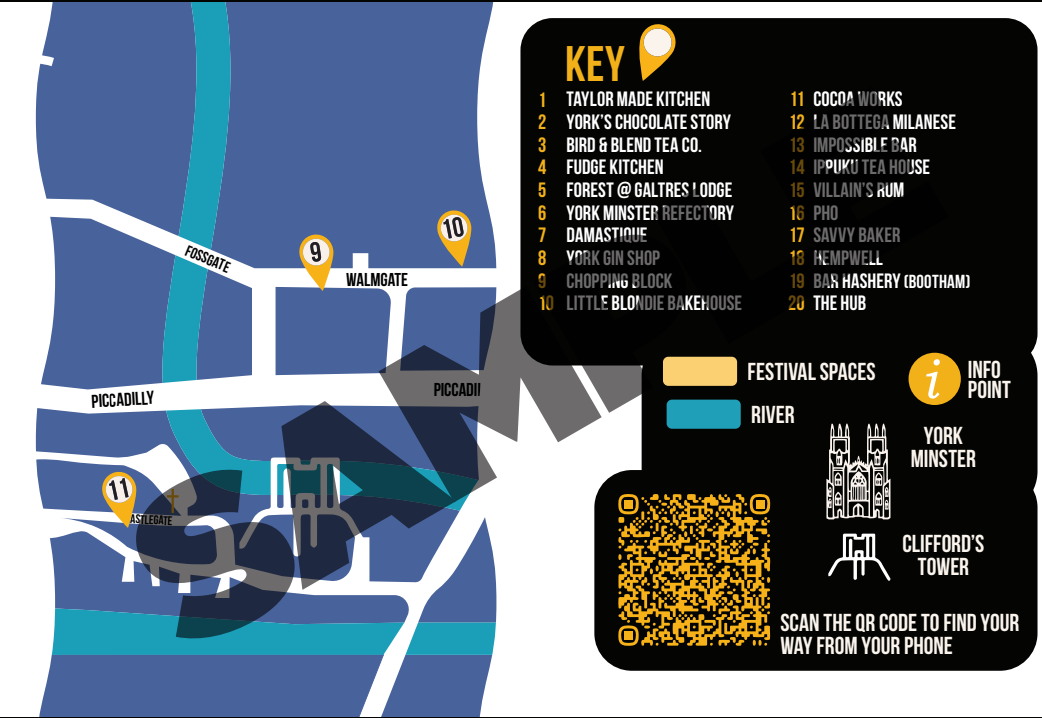 10
9
FOSSGATE
WALMGATE
PICCADILLY
PICCADIL
11
ASTLEGATE
KEY
1 TAYLOR MADE KITCHEN
2 YORK'S CHOCOLATE STORY
3 BIRD & BLEND TEA CO.
4 FUDGE KITCHEN
5 FOREST @ GALTRES LODGE
6 YORK MINSTER REFECTORY
7 DAMASTIQUE
8 YORK GIN SHOP
9 CHOPPING BLOCK
10 LITTLE BLONDIE BAKEHOUSE
11 COCOA WORKS
12 LA BOTTEGA MILANESE
13 IMPOSSIBLE BAR
14 IPPUKU TEA HOUSE
15 VILLAIN'S RUM
16 PHO
17 SAVVY BAKER
18 HEMPWELL
19 BAR HASHERY (BOOTHAM)
20 THE HUB
FESTIVAL SPACES
RIVER
i
INFO
POINT
YORK
MINSTER
CLIFFORD'S
TOWER
SCAN THE QR CODE TO FIND YOUR
WAY FROM YOUR PHONE
SAMPLE